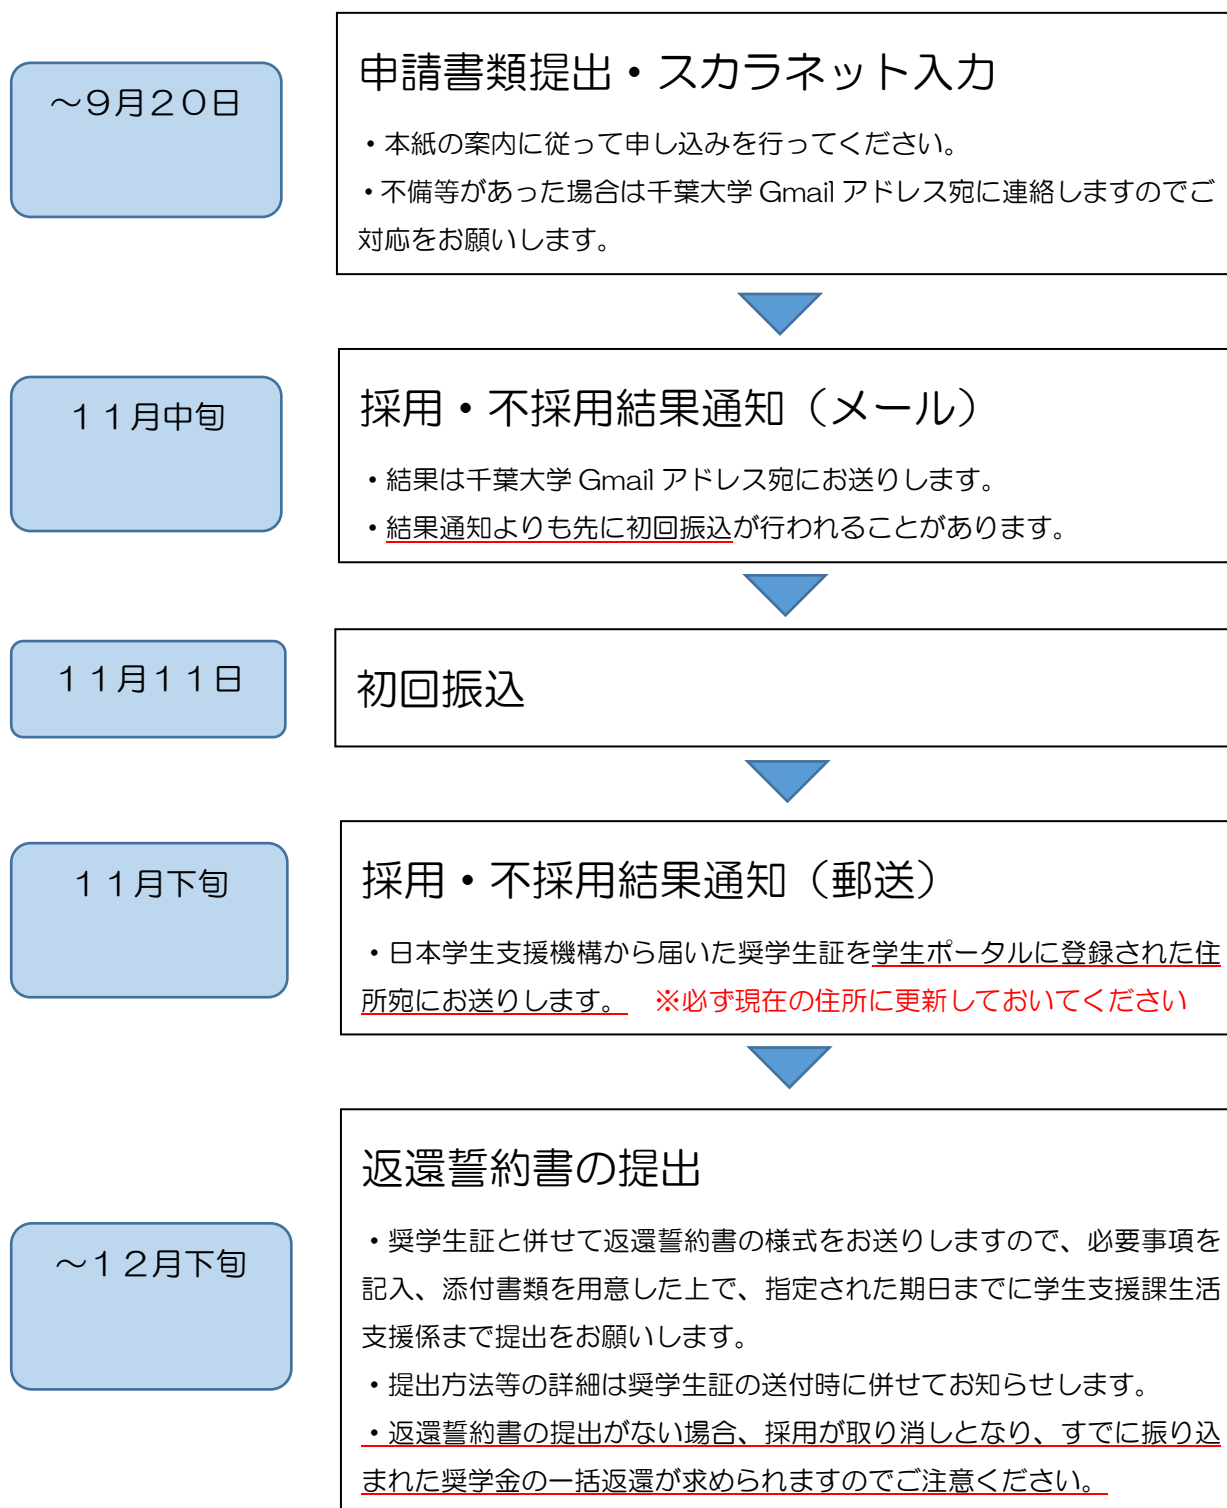 ～９月２０日
申請書類提出・スカラネット入力
・本紙の案内に従って申し込みを行ってください。
・不備等があった場合は千葉大学 Gmail アドレス宛に連絡しますのでご
対応をお願いします。
１１月中旬
採用・不採用結果通知（メール）
・結果は千葉大学 Gmail アドレス宛にお送りします。
・結果通知よりも先に初回振込が行われることがあります。
１１月１１日
初回振込
１１月下旬
採用・不採用結果通知（郵送）
・日本学生支援機構から届いた奨学生証を学生ポータルに登録された住
所宛にお送りします。　※必ず現在の住所に更新しておいてください
～１２月下旬
返還誓約書の提出
・奨学生証と併せて返還誓約書の様式をお送りしますので、必要事項を
記入、添付書類を用意した上で、指定された期日までに学生支援課生活
支援係まで提出をお願いします。
・提出方法等の詳細は奨学生証の送付時に併せてお知らせします。
・返還誓約書の提出がない場合、採用が取り消しとなり、すでに振り込
まれた奨学金の一括返還が求められますのでご注意ください。